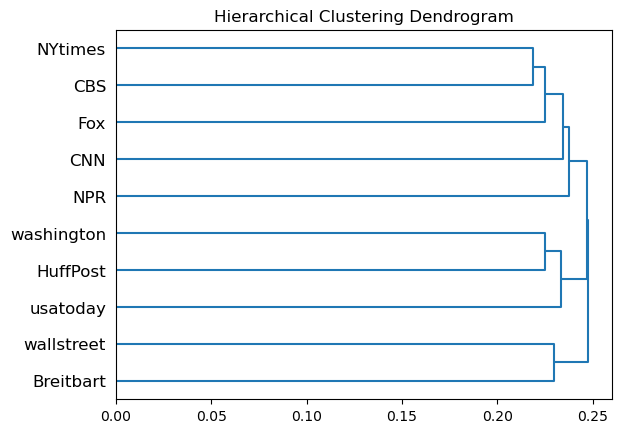 Hierarchical Clustering Dendrogram
NYtimes
CBS
Fox
CNN
NPR
washington
HuffPost
usatoday
wallstreet
Breitbart
0.00 0.05 0.10 0.15 0.20 0.25